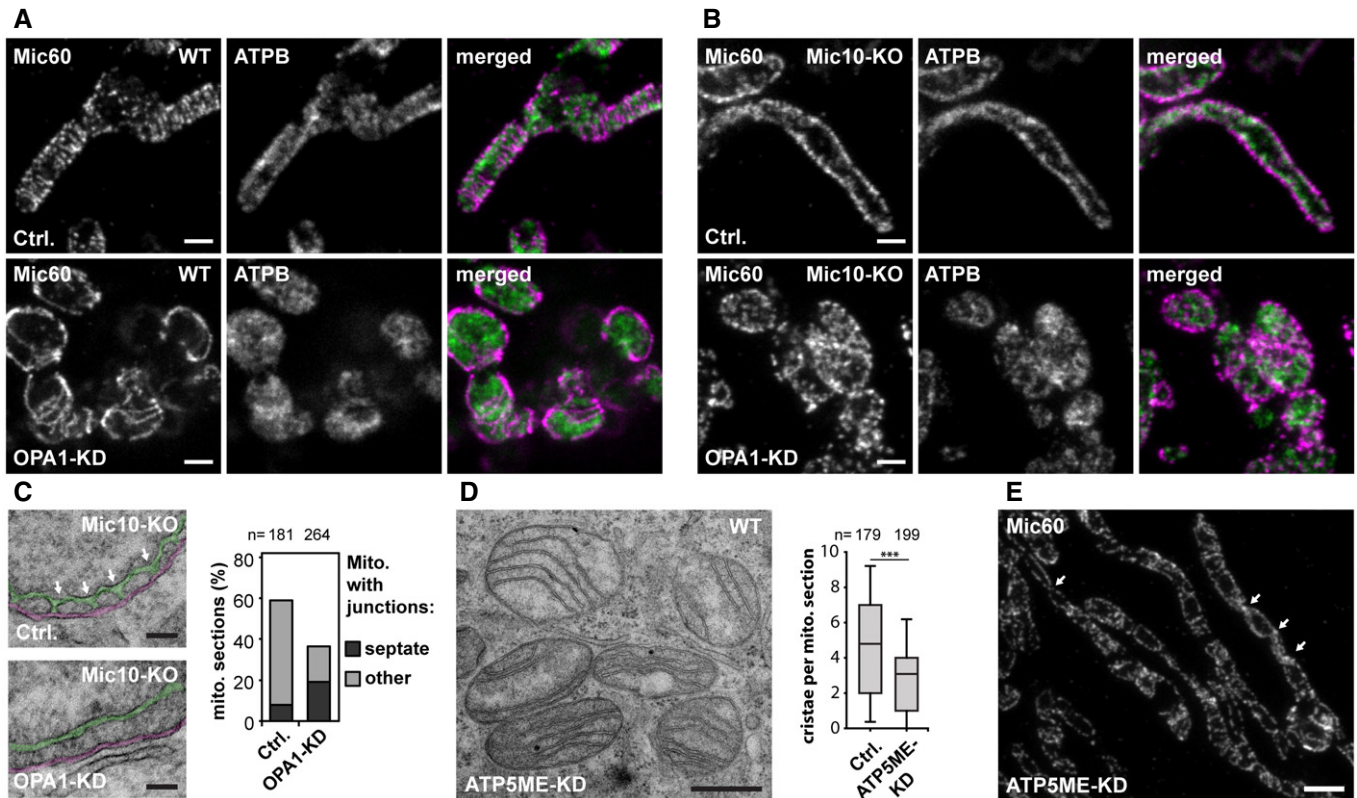 A
Mic60 WT ATPB merged
Ctrl.
Mic60 WT ATPB merged
OPA1-KD
B
Mic60 Mic10-KO ATPB merged
Ctrl.
Mic60 Mic10-KO ATPB merged
OPA1-KD
C
Mic10-KO
Ctrl.
Mic10-KO
OPA1-KD
n= 181 264
mito. sections (%)
80
60
40
20
0
Ctrl.
OPA1-KD
Mito.
with
junctions:
septate
other
D
WT
ATP5ME-KD
n= 179 199
***
cristae per mito. section
10
8
6
4
2
0
Ctrl.
ATP5ME-
KD
E
Mic60
ATP5ME-KD